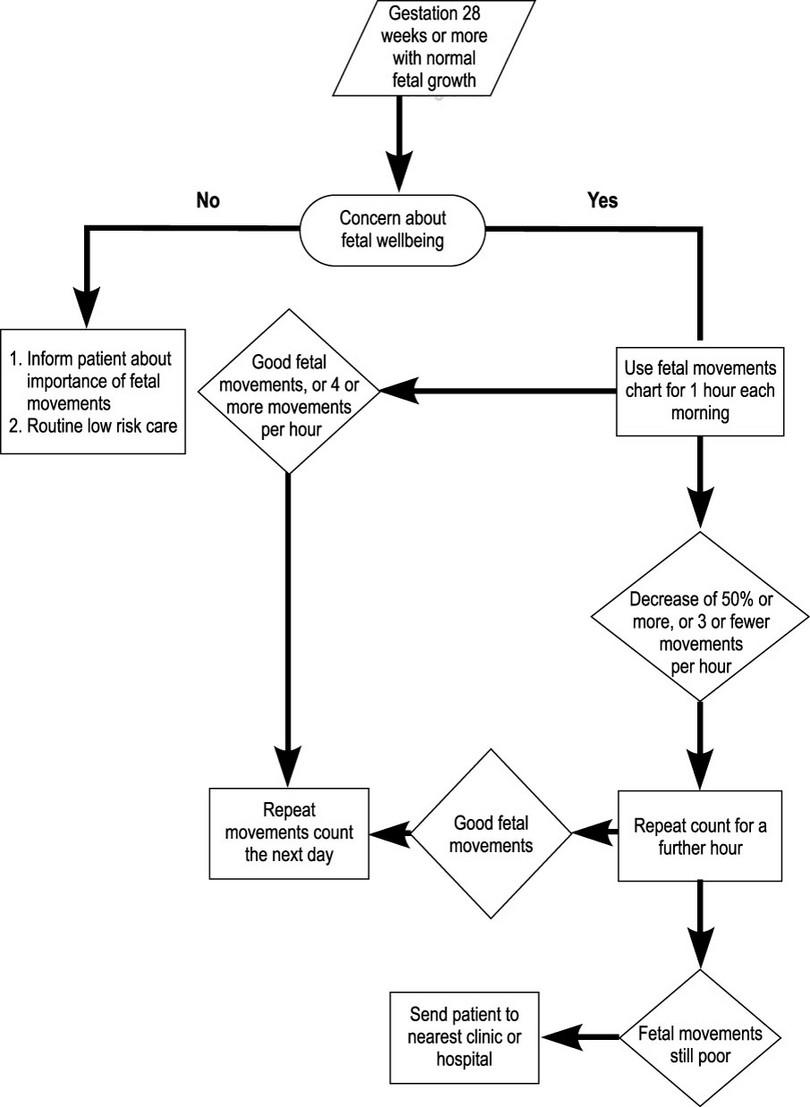 Gestation 28
weeks or more
with normal
fetal growth
No
Yes
Concern about
fetal wellbeing
1. Inform patient about
importance of fetal
movements
2. Routine low risk care
Good fetal
movements, or 4 or
more movements
per hour
Use fetal movements
chart for 1 hour each
morning
Decrease of 50% or
more, or 3 or fewer
movements
per hour
Repeat
movements count
the next day
Good fetal
movements
Repeat count for a
further hour
Send patient to
nearest clinic or
hospital
Fetal movements
still poor